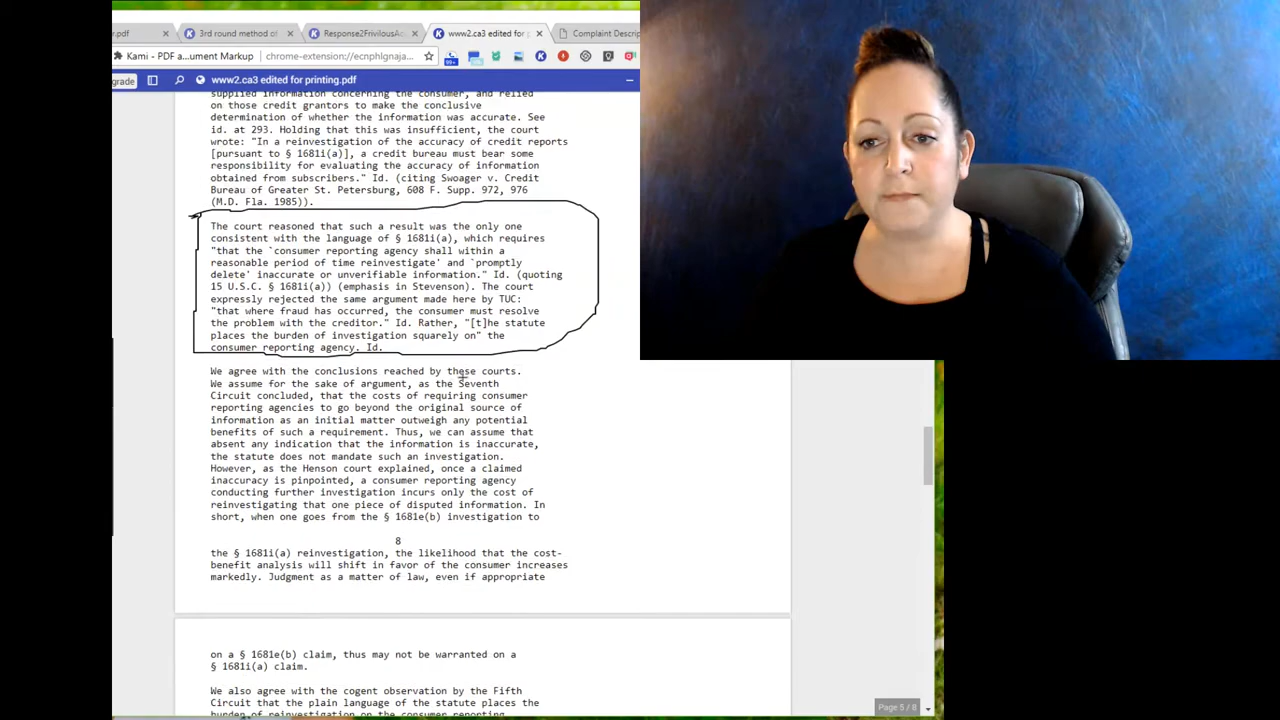 .pdf
3rd round method of
Response2FrivilousAc
www2.ca3 edited for p
Complaint Descrip
Kami - PDF a...ument Markup
chrome-extension://ecnphlgnaja
99+
grade
www2.ca3 edited for printing.pdf
supplied information concerning the consumer, and relied
on those credit grantors to make the conclusive
determination of whether the information was accurate. See
id. at 293. Holding that this was insufficient, the court
wrote: "In a reinvestigation of the accuracy of credit reports
[pursuant to § 1681i(a)], a credit bureau must bear some
responsibility for evaluating the accuracy of information
obtained from subscribers." Id. (citing Swoager v. Credit
Bureau of Greater St. Petersburg, 608 F. Supp. 972, 976
(M.D. Fla. 1985)).
The court reasoned that such a result was the only one
consistent with the language of § 1681i(a), which requires
"that the `consumer reporting agency shall within a
reasonable period of time reinvestigate' and `promptly
delete' inaccurate or unverifiable information." Id. (quoting
15 U.S.C. § 1681i(a)) (emphasis in Stevenson). The court
expressly rejected the same argument made here by TUC:
"that where fraud has occurred, the consumer must resolve
the problem with the creditor." Id. Rather, "[t]he statute
places the burden of investigation squarely on" the
consumer reporting agency. Id.
We agree with the conclusions reached by these courts.
We assume for the sake of argument, as the Seventh
Circuit concluded, that the costs of requiring consumer
reporting agencies to go beyond the original source of
information as an initial matter outweigh any potential
benefits of such a requirement. Thus, we can assume that
absent any indication that the information is inaccurate,
the statute does not mandate such an investigation.
However, as the Henson court explained, once a claimed
inaccuracy is pinpointed, a consumer reporting agency
conducting further investigation incurs only the cost of
reinvestigating that one piece of disputed information. In
short, when one goes from the § 1681e(b) investigation to
8
the § 1681i(a) reinvestigation, the likelihood that the cost-
benefit analysis will shift in favor of the consumer increases
markedly. Judgment as a matter of law, even if appropriate
on a § 1681e(b) claim, thus may not be warranted on a
§ 1681i(a) claim.
We also agree with the cogent observation by the Fifth
Circuit that the plain language of the statute places the
burden of reinvestigation on the consumer reporting
Page 5 / 8